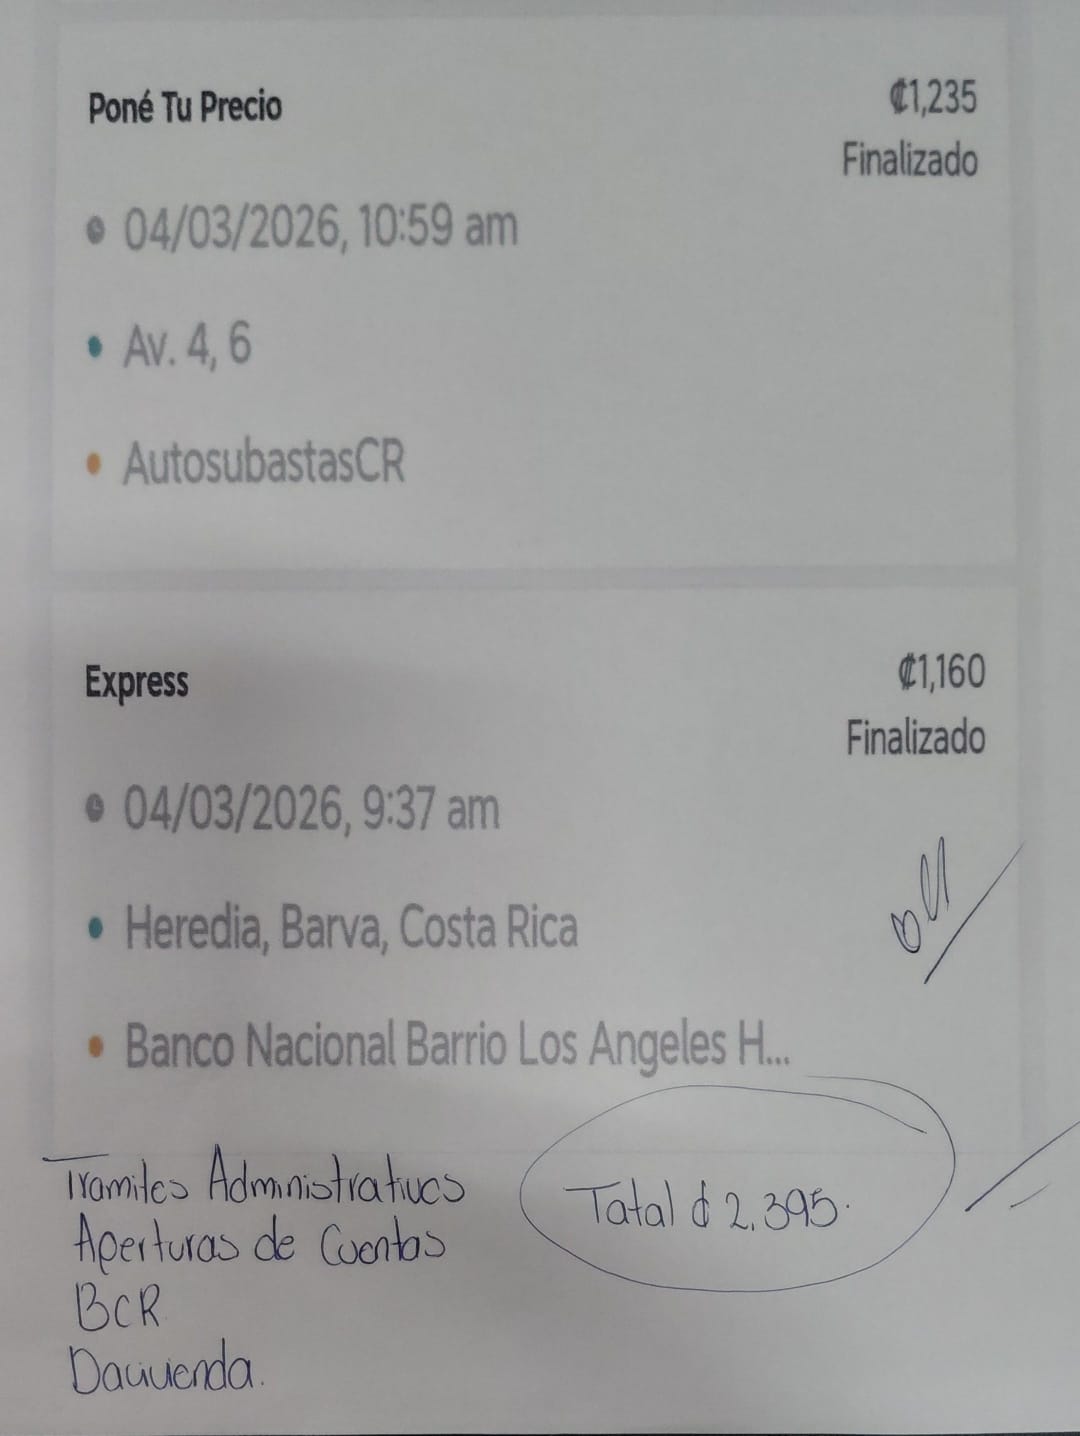 Poné Tu Precio
₡1,235
Finalizado
04/03/2026, 10:59 am
Av. 4, 6
AutosubastasCR
Express
₡1,160
Finalizado
04/03/2026, 9:37 am
Heredia, Barva, Costa Rica
Banco Nacional Barrio Los Angeles H...
Tramites Administrativos
Total ₡ 2.395.
Aperturas de Cuentas
BCR
Davivienda.